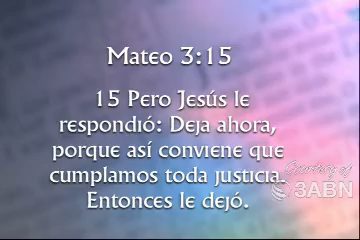 Mateo 3:15
15 Pero Jesús le
respondió: Deja ahora,
porque así conviene que
cumplamos toda justicia.
Entonces le dejó.
Courtesy of
3ABN